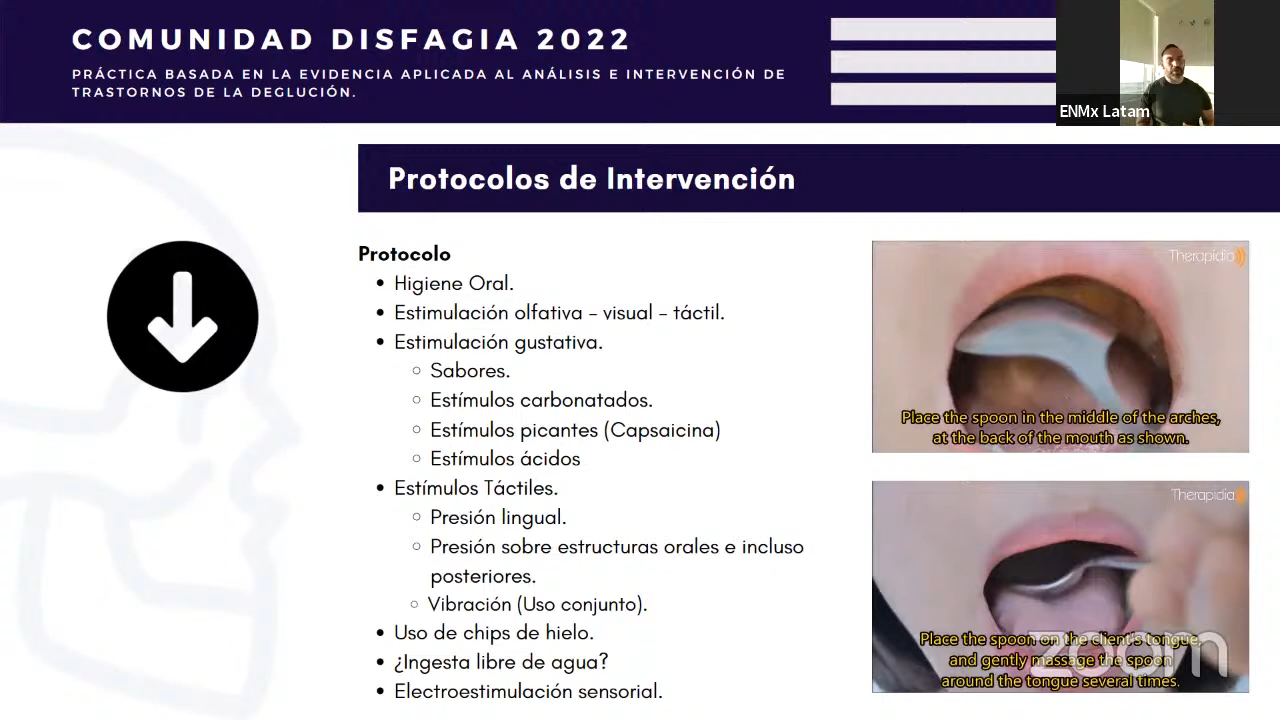 COMUNIDAD DISFAGIA 2022
PRÁCTICA BASADA EN LA EVIDENCIA APLICADA AL ANÁLISIS E INTERVENCIÓN DE
TRASTORNOS DE LA DEGLUCIÓN.
ENMx Latam
Protocolos de Intervención
Protocolo
• Higiene Oral.
• Estimulación olfativa – visual – táctil.
• Estimulación gustativa.
○ Sabores.
○ Estímulos carbonatados.
○ Estímulos picantes (Capsaicina)
○ Estímulos ácidos
• Estímulos Táctiles.
○ Presión lingual.
○ Presión sobre estructuras orales e incluso
posteriores.
○ Vibración (Uso conjunto).
• Uso de chips de hielo.
• ¿Ingesta libre de agua?
• Electroestimulación sensorial.
Therapidia
Place the spoon in the middle of the arches,
at the back of the mouth as shown.
Therapidia
Place the spoon on the client's tongue,
and gently massage the spoon
around the tongue several times.
zoom